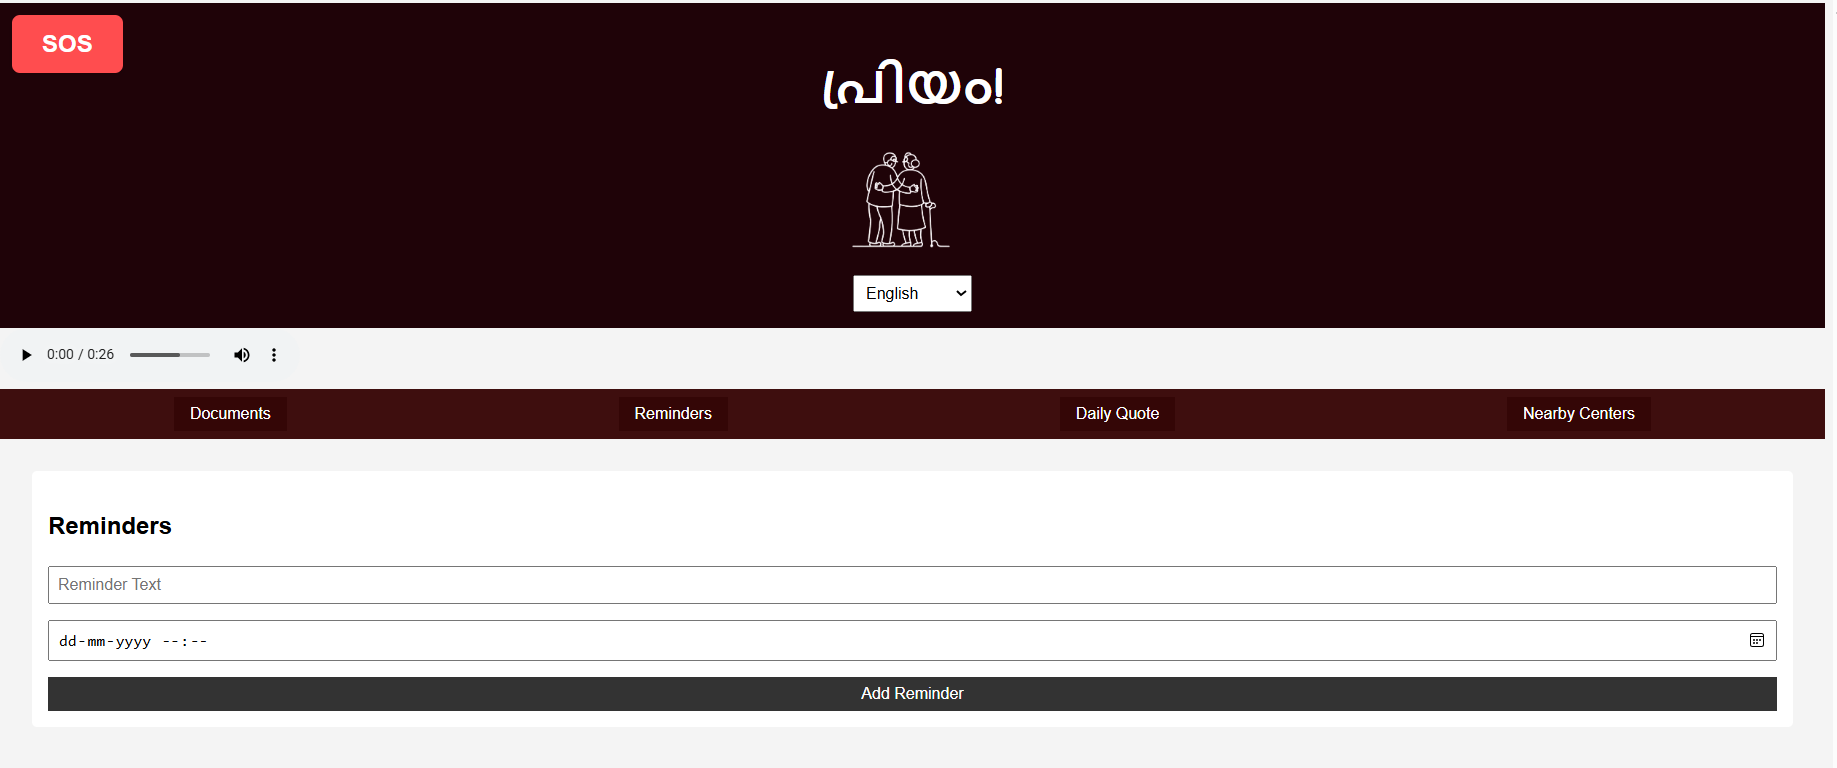 SOS
പ്രിയം!
English
0:00 / 0:26
Documents
Reminders
Daily Quote
Nearby Centers
Reminders
Reminder Text
dd-mm-yyyy --:--
Add Reminder